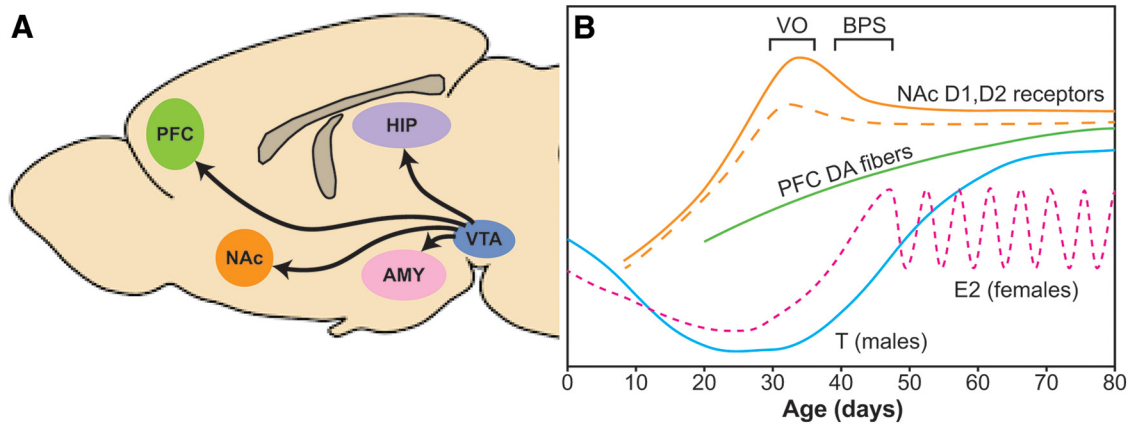 A
PFC
HIP
NAc
AMY
VTA
B
VO
BPS
NAc D1,D2 receptors
PFC DA fibers
E2 (females)
T (males)
0
10
20
30
40
50
60
70
80
Age (days)